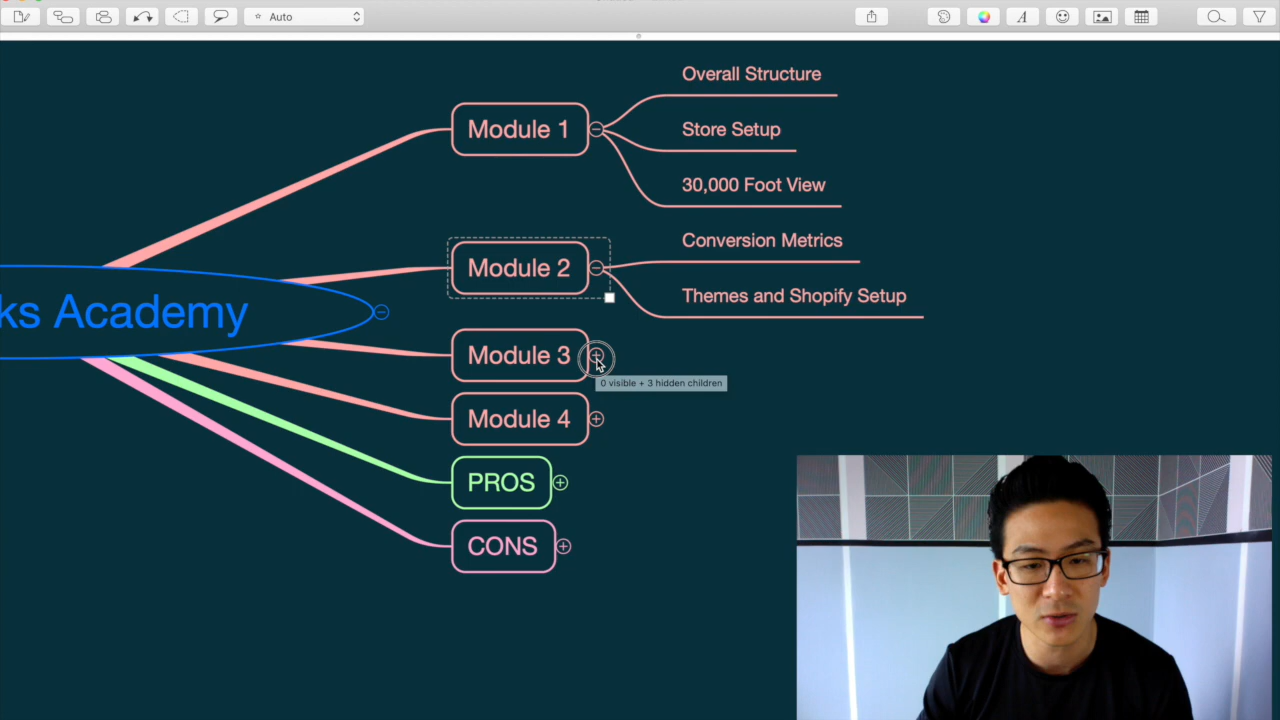 Auto
Overall Structure
Module 1
Store Setup
30,000 Foot View
Conversion Metrics
Module 2
Themes and Shopify Setup
ks Academy
Module 3
0 visible + 3 hidden children
Module 4
PROS
CONS